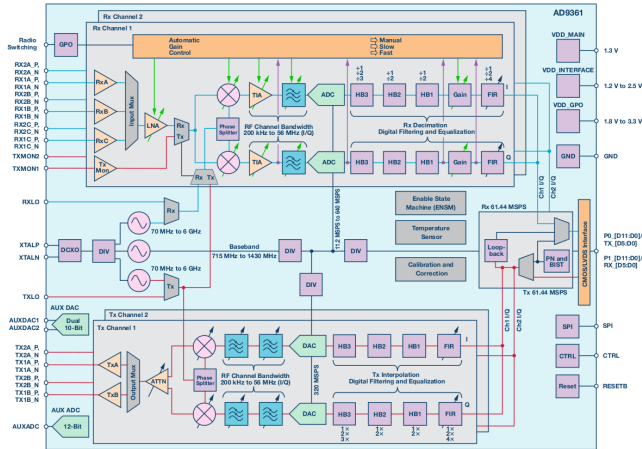 AD9361
Rx Channel 2
Rx Channel 1
Radio
Switching
GPO
Automatic
Gain
Control
Manual
Slow
Fast
RX2A_P,
RX2A_N
RX1A_P,
RX1A_N
RX2B_P,
RX2B_N
RX1B_P,
RX1B_N
RX2C_P,
RX2C_N
RX1C_P,
RX1C_N
TXMON2
TXMON1
RxA
RxB
RxC
Tx
Mon
Input Mux
LNA
Rx
Tx
Phase
Splitter
TIA
TIA
RF Channel Bandwidth
200 kHz to 56 MHz (I/Q)
ADC
ADC
÷1
÷2
÷3
÷1
÷2
÷1
÷2
÷1
÷2
÷4
HB3
HB2
HB1
Gain
FIR
I
Rx Decimation
Digital Filtering and Equalization
HB3
HB2
HB1
Gain
FIR
Q
Rx Tx
VDD_MAIN
1.3 V
VDD_INTERFACE
1.2 V to 2.5 V
VDD_GPO
1.8 V to 3.3 V
GND
GND
Ch1 I/Q
Ch2 I/Q
RXLO
Rx
70 MHz to 6 GHz
XTALP
XTALN
DCXO
DIV
Baseband
715 MHz to 1430 MHz
DIV
DIV
DIV
11.2 MSPS to 640 MSPS
70 MHz to 6 GHz
TXLO
Tx
Enable State
Machine (ENSM)
Temperature
Sensor
Calibration and
Correction
Rx 61.44 MSPS
Loop-
back
PN and
BIST
Tx 61.44 MSPS
CMOS/LVDS Interface
P0_[D11:D0]/
TX_[D5:D0]
P1_[D11:D0]/
RX_[D5:D0]
AUX DAC
AUXDAC1
AUXDAC2
Dual
10-Bit
Tx Channel 2
Tx Channel 1
TX2A_P,
TX2A_N
TX1A_P,
TX1A_N
TX2B_P,
TX2B_N
TX1B_P,
TX1B_N
TxA
TxB
Output Mux
ATTN
Phase
Splitter
RF Channel Bandwidth
200 kHz to 56 MHz (I/Q)
DAC
DAC
320 MSPS
HB3
HB2
HB1
FIR
I
Tx Interpolation
Digital Filtering and Equalization
HB3
HB2
HB1
FIR
Q
1×
2×
3×
1×
2×
1×
2×
1×
2×
4×
Ch1 I/Q
Ch2 I/Q
SPI
SPI
CTRL
CTRL
Reset
RESETB
AUX ADC
AUXADC
12-Bit